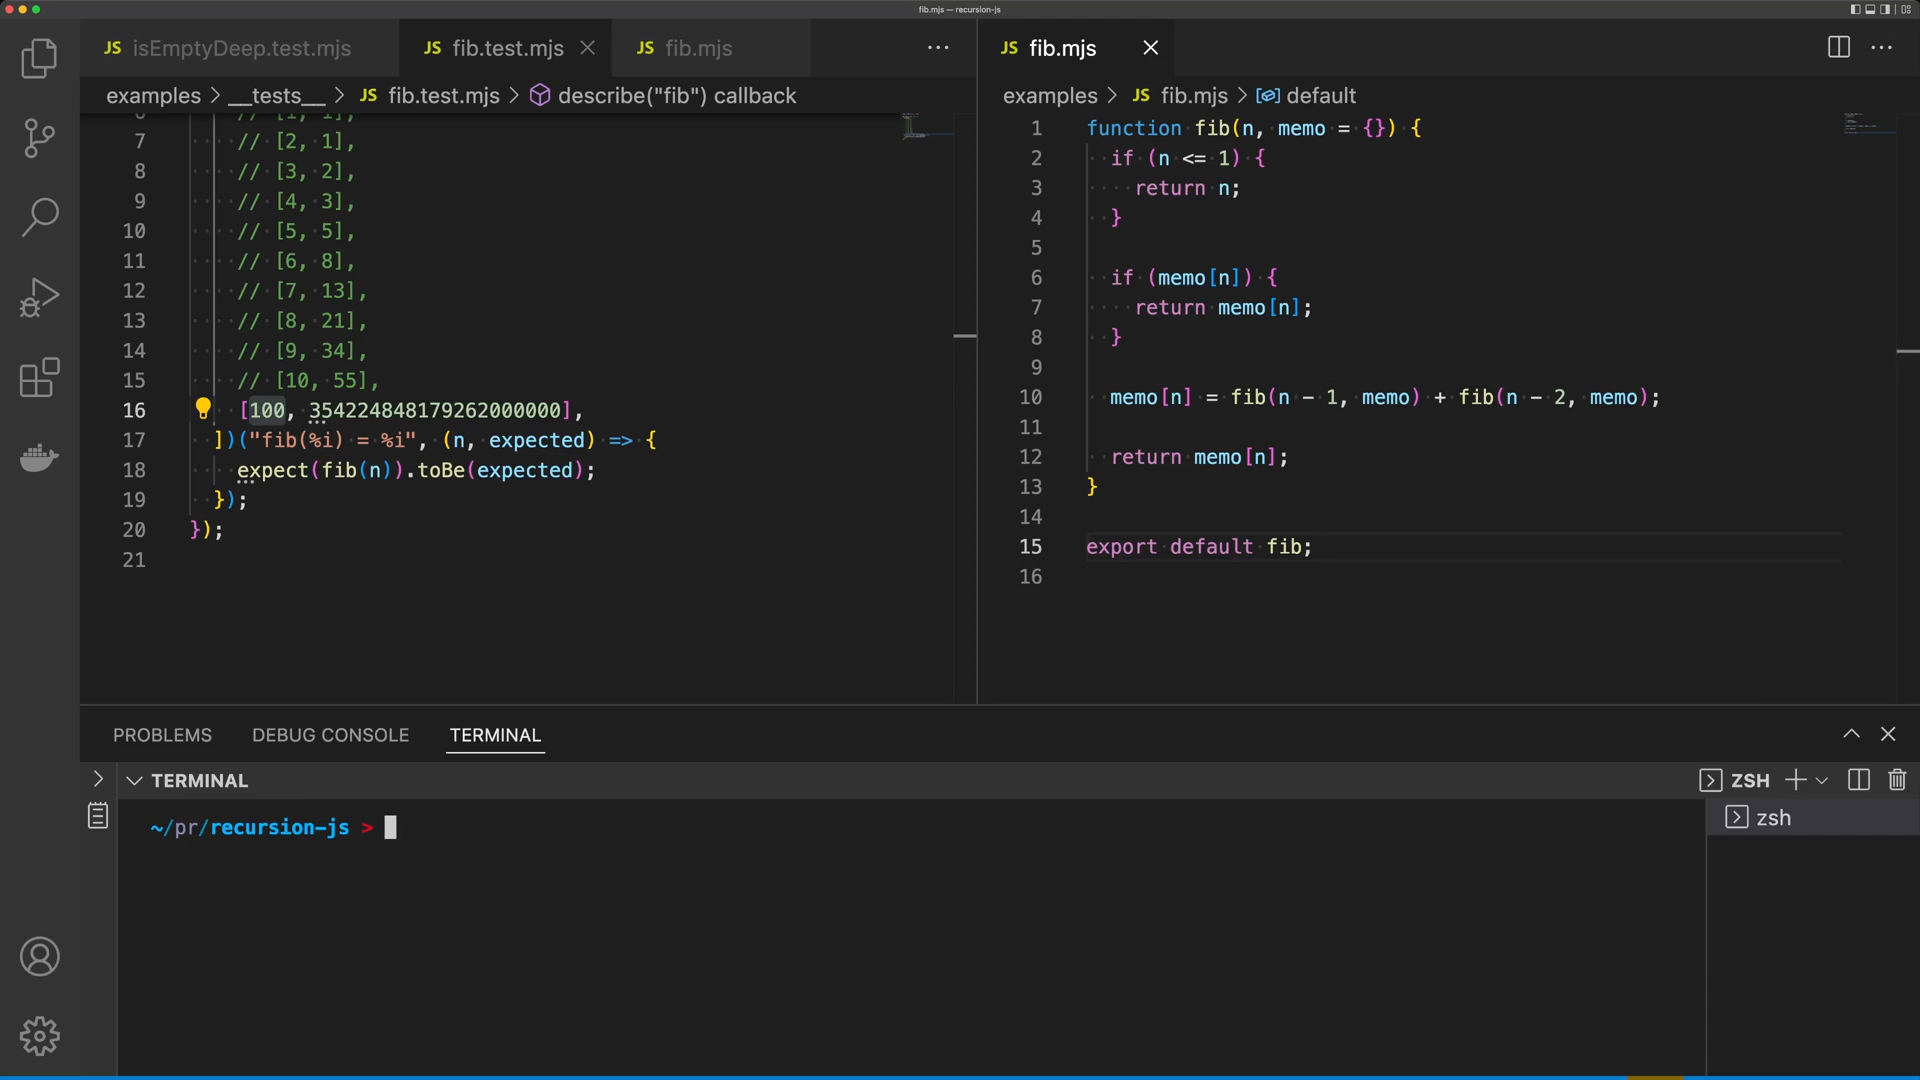 fib.mjs — recursion-js
JS isEmptyDeep.test.mjs
JS fib.test.mjs
JS fib.mjs
examples > __tests__ > JS fib.test.mjs > describe("fib") callback
6 // [1, 1],
7 // [2, 1],
8 // [3, 2],
9 // [4, 3],
10 // [5, 5],
11 // [6, 8],
12 // [7, 13],
13 // [8, 21],
14 // [9, 34],
15 // [10, 55],
16 [100, 354224848179262000000],
17 ])("fib(%i) = %i", (n, expected) => {
18 expect(fib(n)).toBe(expected);
19 });
20 });
21
JS fib.mjs
examples > JS fib.mjs > default
1 function fib(n, memo = {}) {
2 if (n <= 1) {
3 return n;
4 }
5
6 if (memo[n]) {
7 return memo[n];
8 }
9
10 memo[n] = fib(n - 1, memo) + fib(n - 2, memo);
11
12 return memo[n];
13 }
14
15 export default fib;
16
PROBLEMS
DEBUG CONSOLE
TERMINAL
TERMINAL
ZSH
~/pr/recursion-js >
zsh